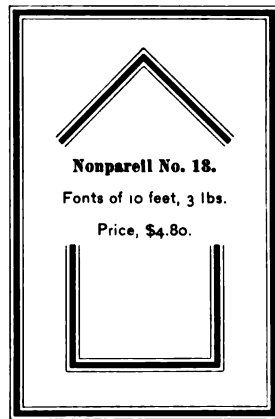 Nonpareil No. 18.
Fonts of 10 feet, 3 lbs.
Price, $4.80.